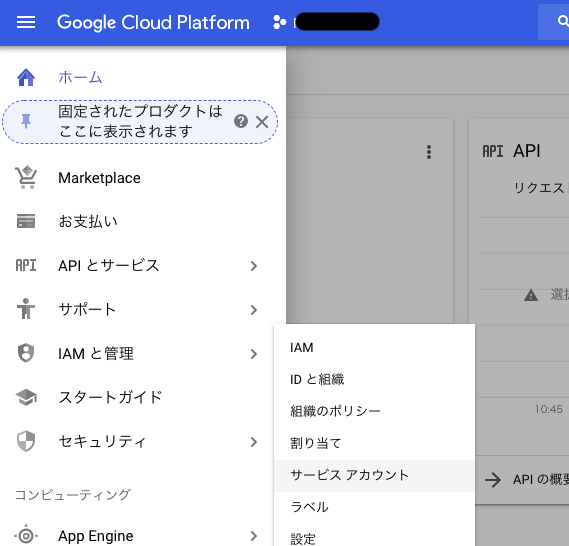 Google Cloud Platform
ホーム
固定されたプロダクトは
ここに表示されます
Marketplace
お支払い
API API とサービス
サポート
IAM と管理
スタートガイド
セキュリティ
コンピューティング
App Engine
IAM
ID と組織
組織のポリシー
割り当て
サービス アカウント
ラベル
設定
API API
リクエスト
選択
10:45
API の概要